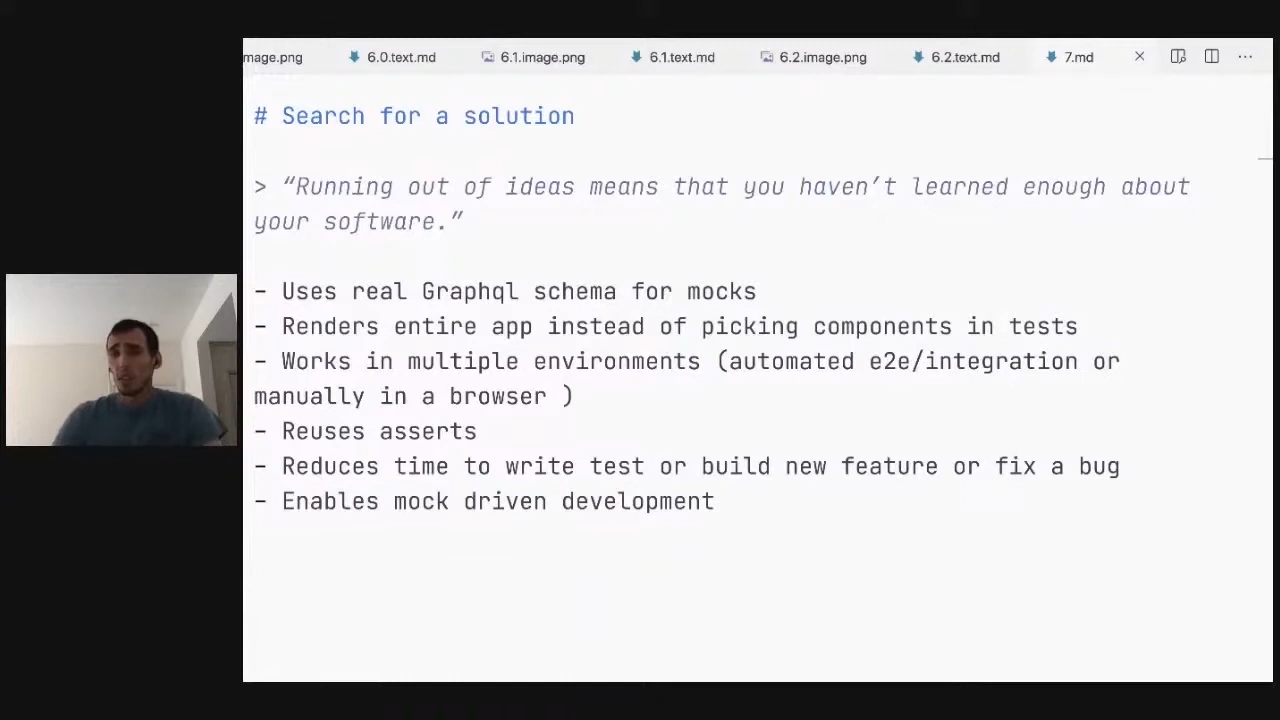 mage.png 6.0.text.md 6.1.image.png 6.1.text.md 6.2.image.png 6.2.text.md 7.md
# Search for a solution
> “Running out of ideas means that you haven’t learned enough about
your software.”
- Uses real Graphql schema for mocks
- Renders entire app instead of picking components in tests
- Works in multiple environments (automated e2e/integration or
manually in a browser )
- Reuses asserts
- Reduces time to write test or build new feature or fix a bug
- Enables mock driven development